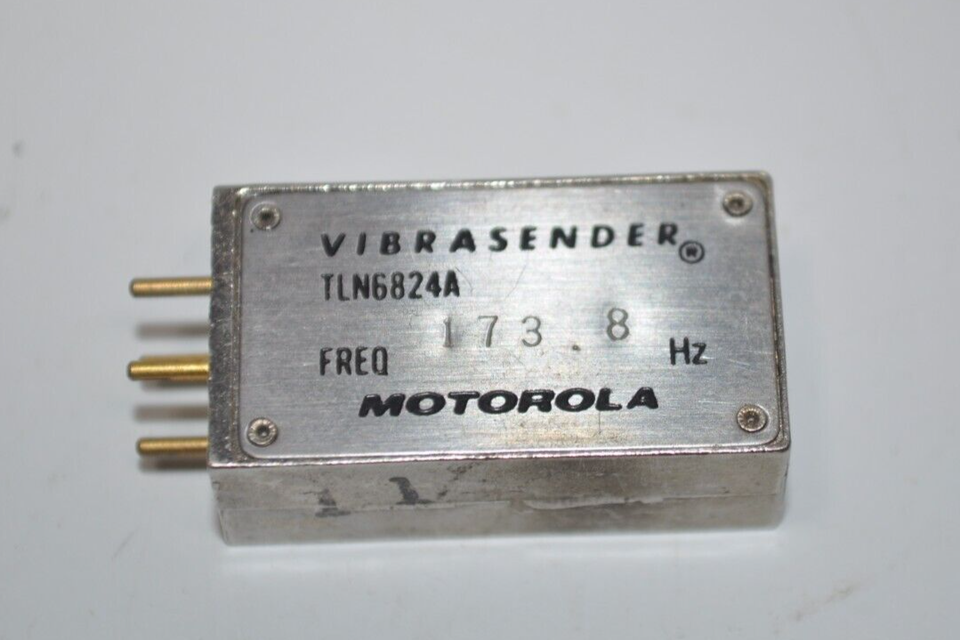 VIBRASENDER®
TLN6824A
FREQ 173.8 Hz
MOTOROLA